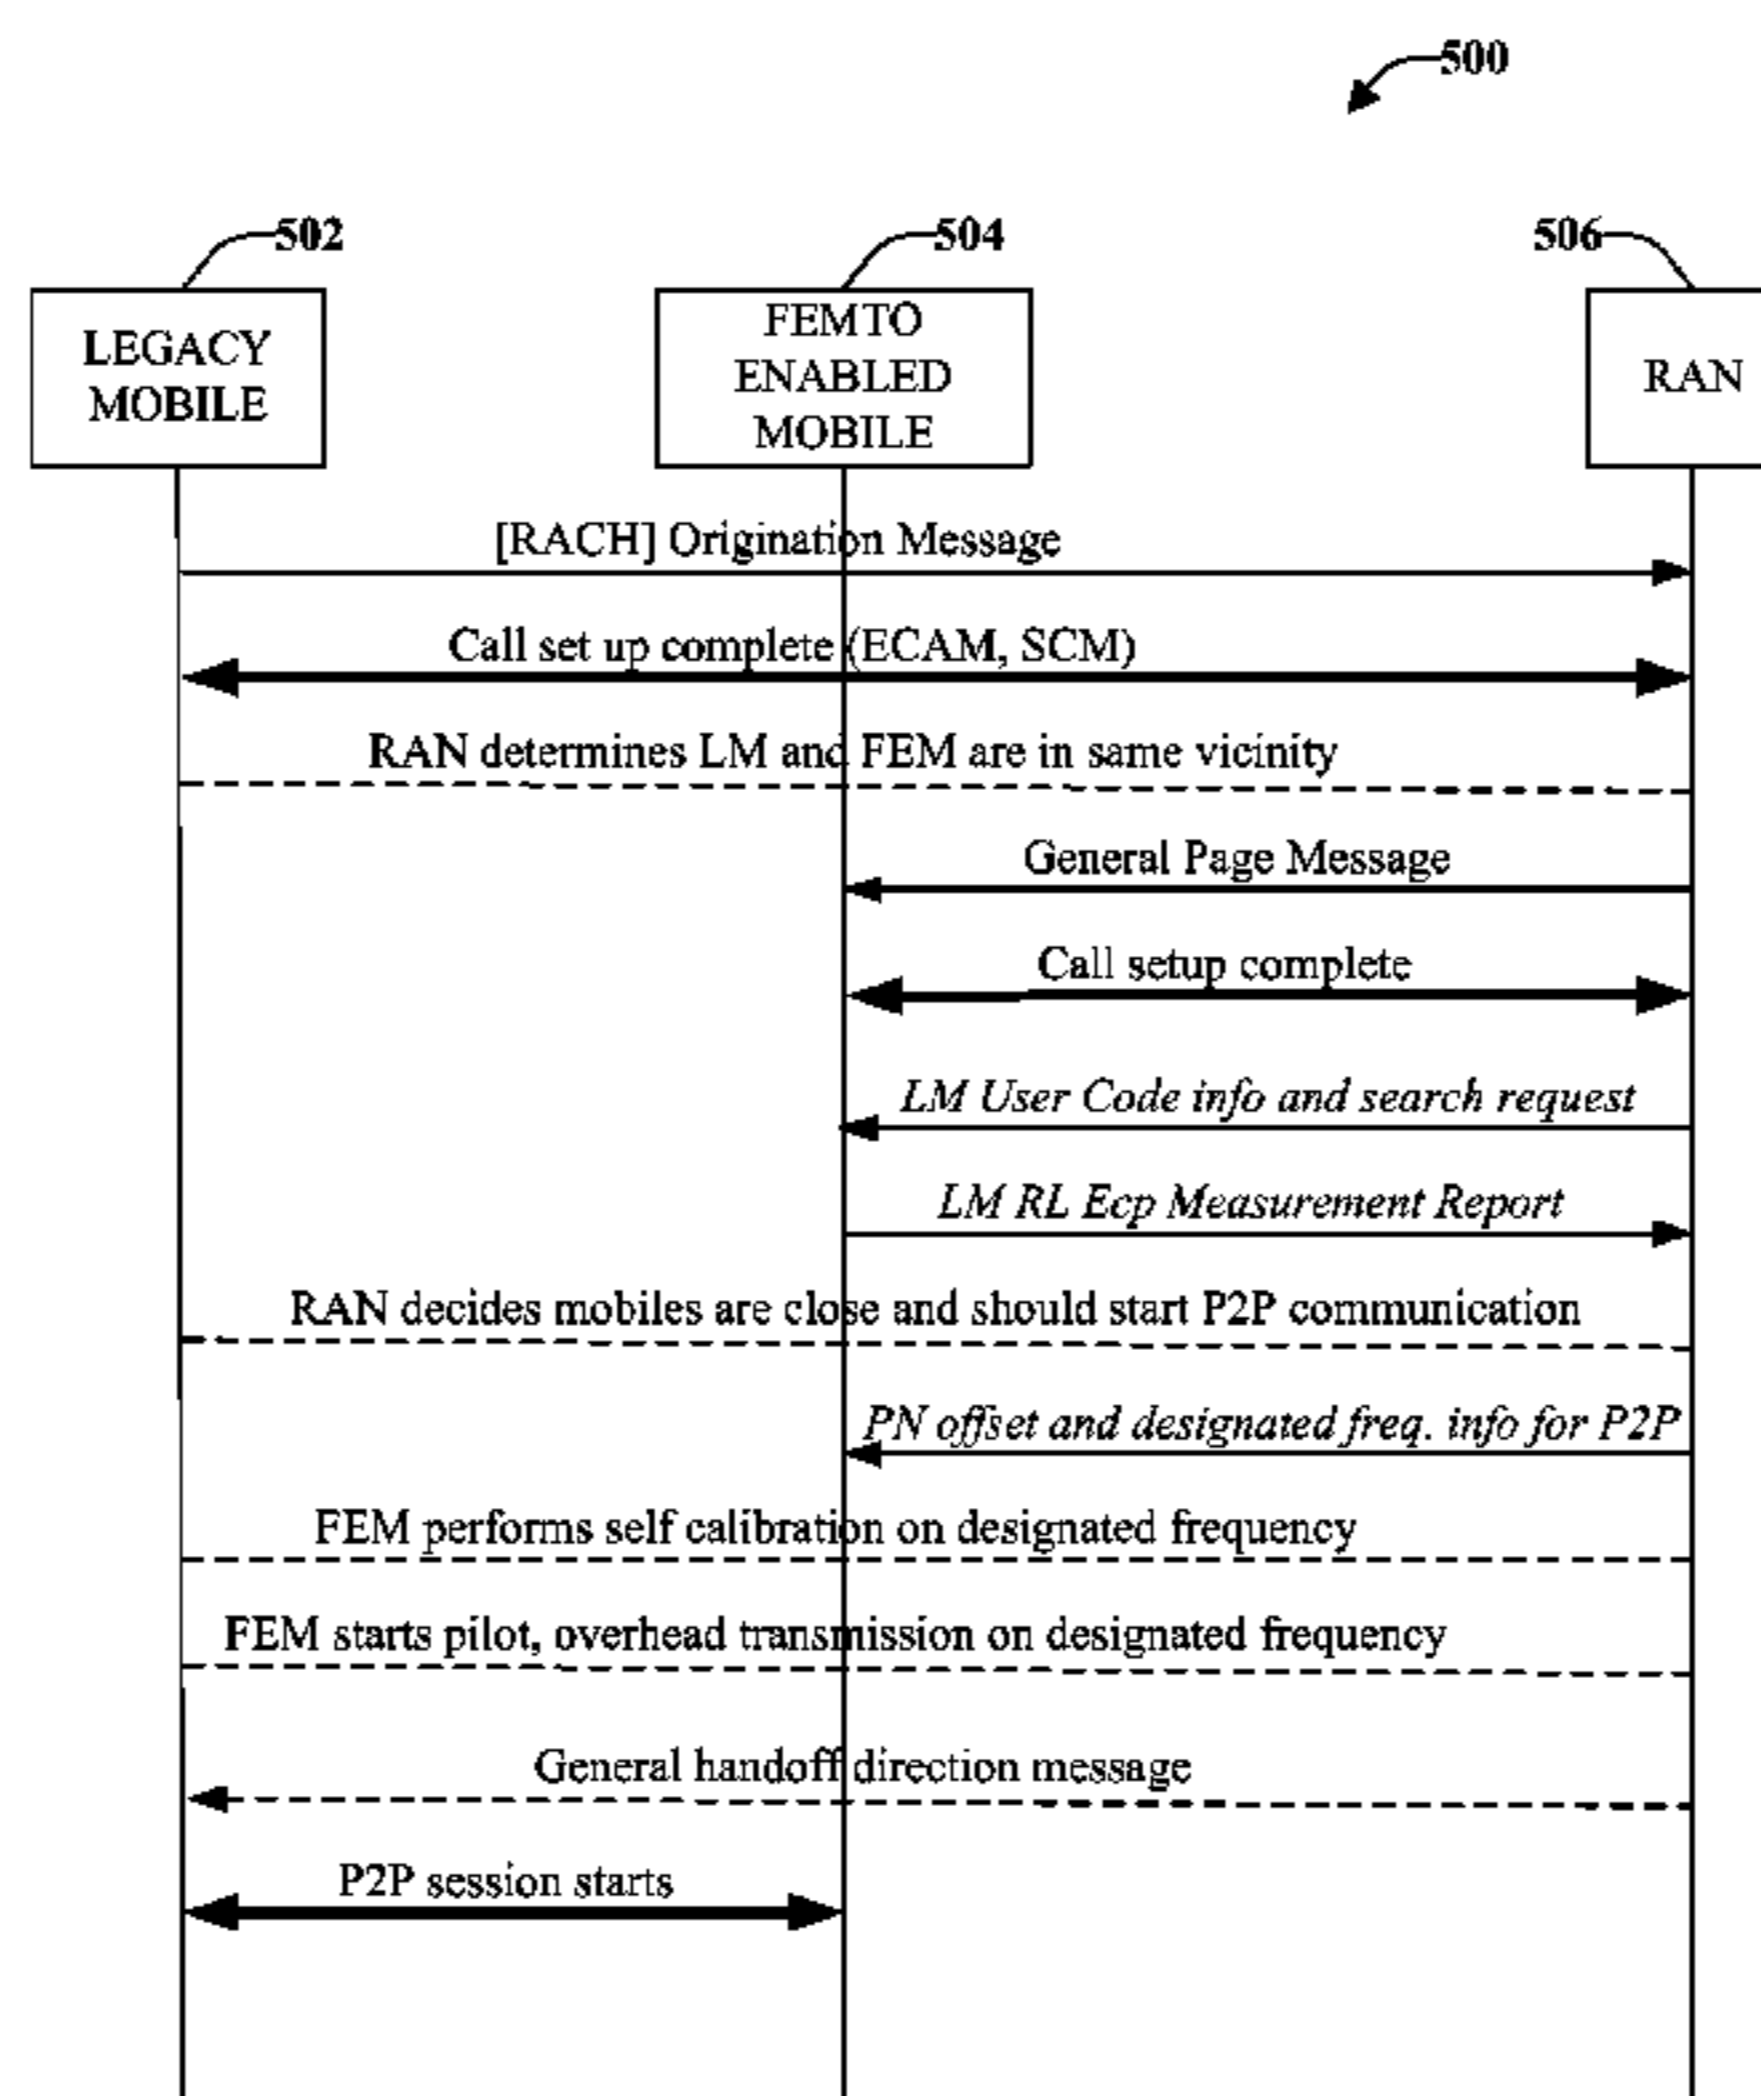 500
502
504
506
LEGACY
MOBILE
FEMTO
ENABLED
MOBILE
RAN
[RACH] Origination Message
Call set up complete (ECAM, SCM)
RAN determines LM and FEM are in same vicinity
General Page Message
Call setup complete
LM User Code info and search request
LM RL Ecp Measurement Report
RAN decides mobiles are close and should start P2P communication
PN offset and designated freq. info for P2P
FEM performs self calibration on designated frequency
FEM starts pilot, overhead transmission on designated frequency
General handoff direction message
P2P session starts